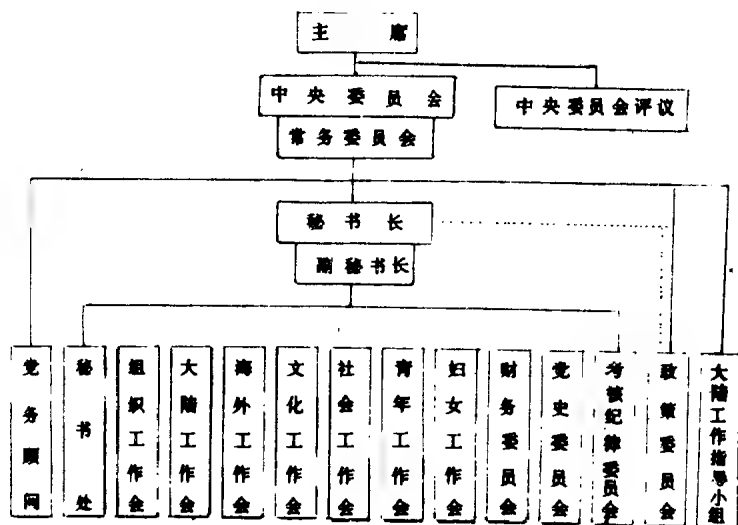 主席
中央委员会
中央委员会评议
常务委员会
秘书长
副秘书长
党务顾问
秘书处
组织工作会
大陆工作会
海外工作会
文化工作会
社会工作会
青年工作会
妇女工作会
财务委员会
党史委员会
考核纪律委员会
政策委员会
大陆工作指导小组